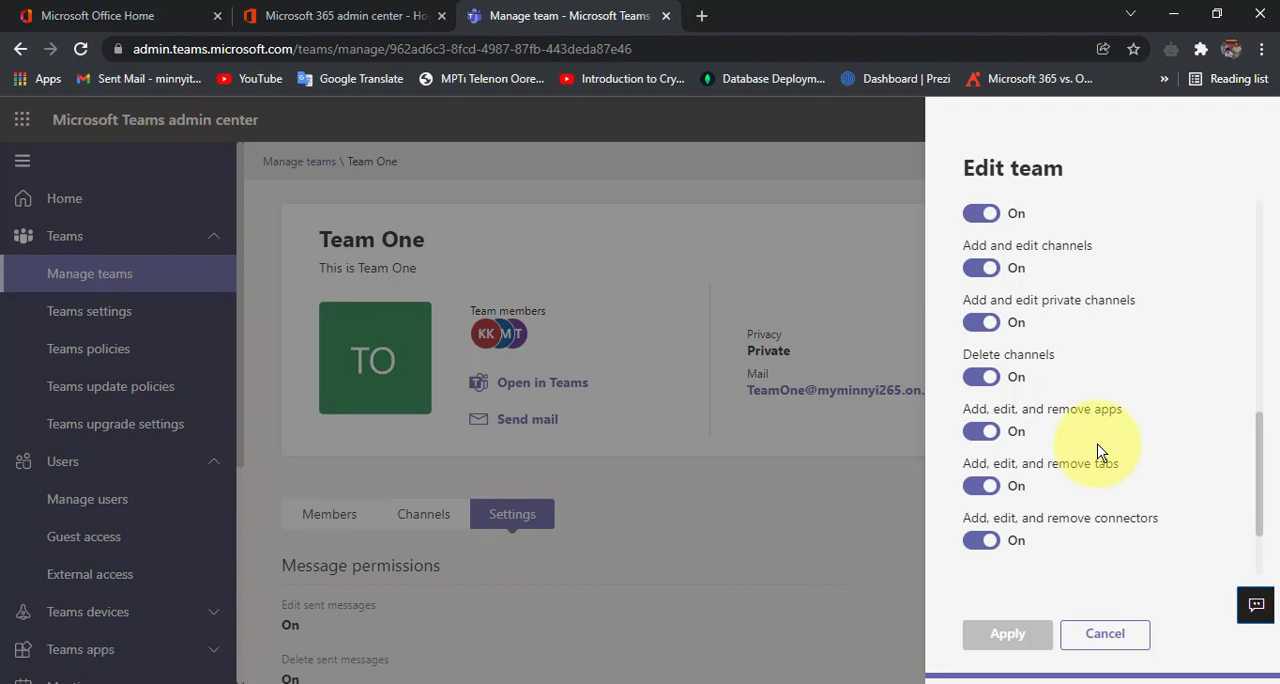 Microsoft Office Home
Microsoft 365 admin center - Ho
Manage team - Microsoft Teams
admin.teams.microsoft.com/teams/manage/962ad6c3-8fcd-4987-87fb-443deda87e46
Apps
Sent Mail - minnyit...
YouTube
Google Translate
MPTi Telenon Oore...
Introduction to Cry...
Database Deploym...
Dashboard | Prezi
Microsoft 365 vs. O...
»
Reading list
Microsoft Teams admin center
Home
Teams
Manage teams
Teams settings
Teams policies
Teams update policies
Teams upgrade settings
Users
Manage users
Guest access
External access
Teams devices
Teams apps
Manage teams \ Team One
Team One
This is Team One
TO
Team members
KK M T
Open in Teams
Send mail
Privacy
Private
Mail
TeamOne@myminnyi265.on.
Members
Channels
Settings
Message permissions
Edit sent messages
On
Delete sent messages
On
Edit team
On
Add and edit channels
On
Add and edit private channels
On
Delete channels
On
Add, edit, and remove apps
On
Add, edit, and remove tabs
On
Add, edit, and remove connectors
On
Apply
Cancel